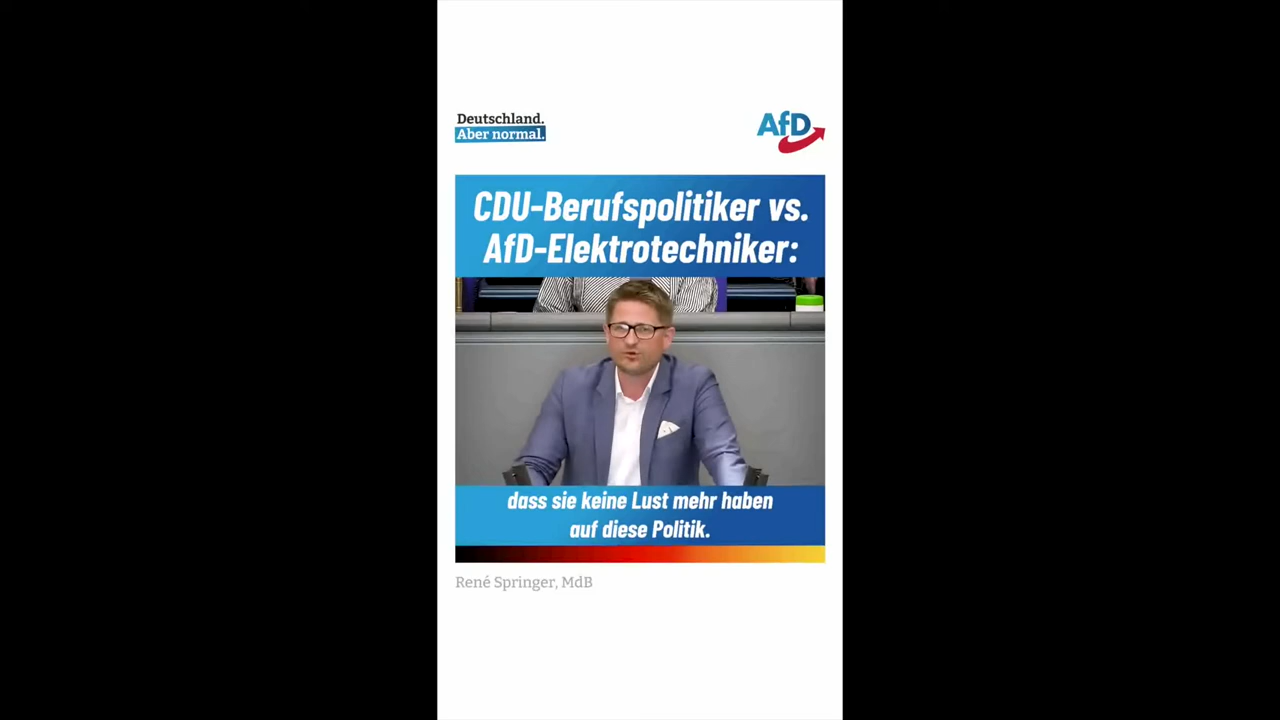 Deutschland.
Aber normal.
AfD
CDU-Berufspolitiker vs.
AfD-Elektrotechniker:
dass sie keine Lust mehr haben
auf diese Politik.
René Springer, MdB